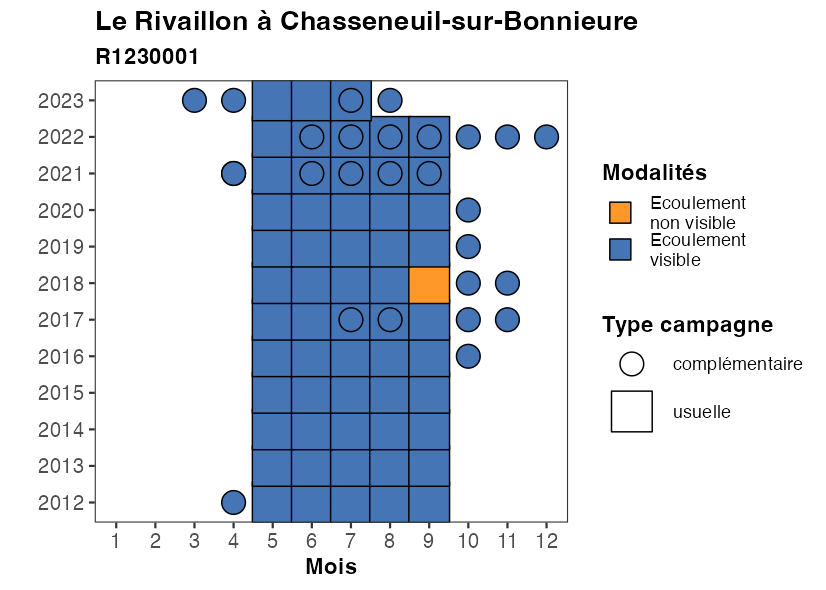 Le Rivaillon à Chasseneuil-sur-Bonnieure
R1230001
2023
2022
2021
2020
2019
2018
2017
2016
2015
2014
2013
2012
1 2 3 4 5 6 7 8 9 10 11 12
Mois
Modalités
Ecoulement
non visible
Ecoulement
visible
Type campagne
complémentaire
usuelle